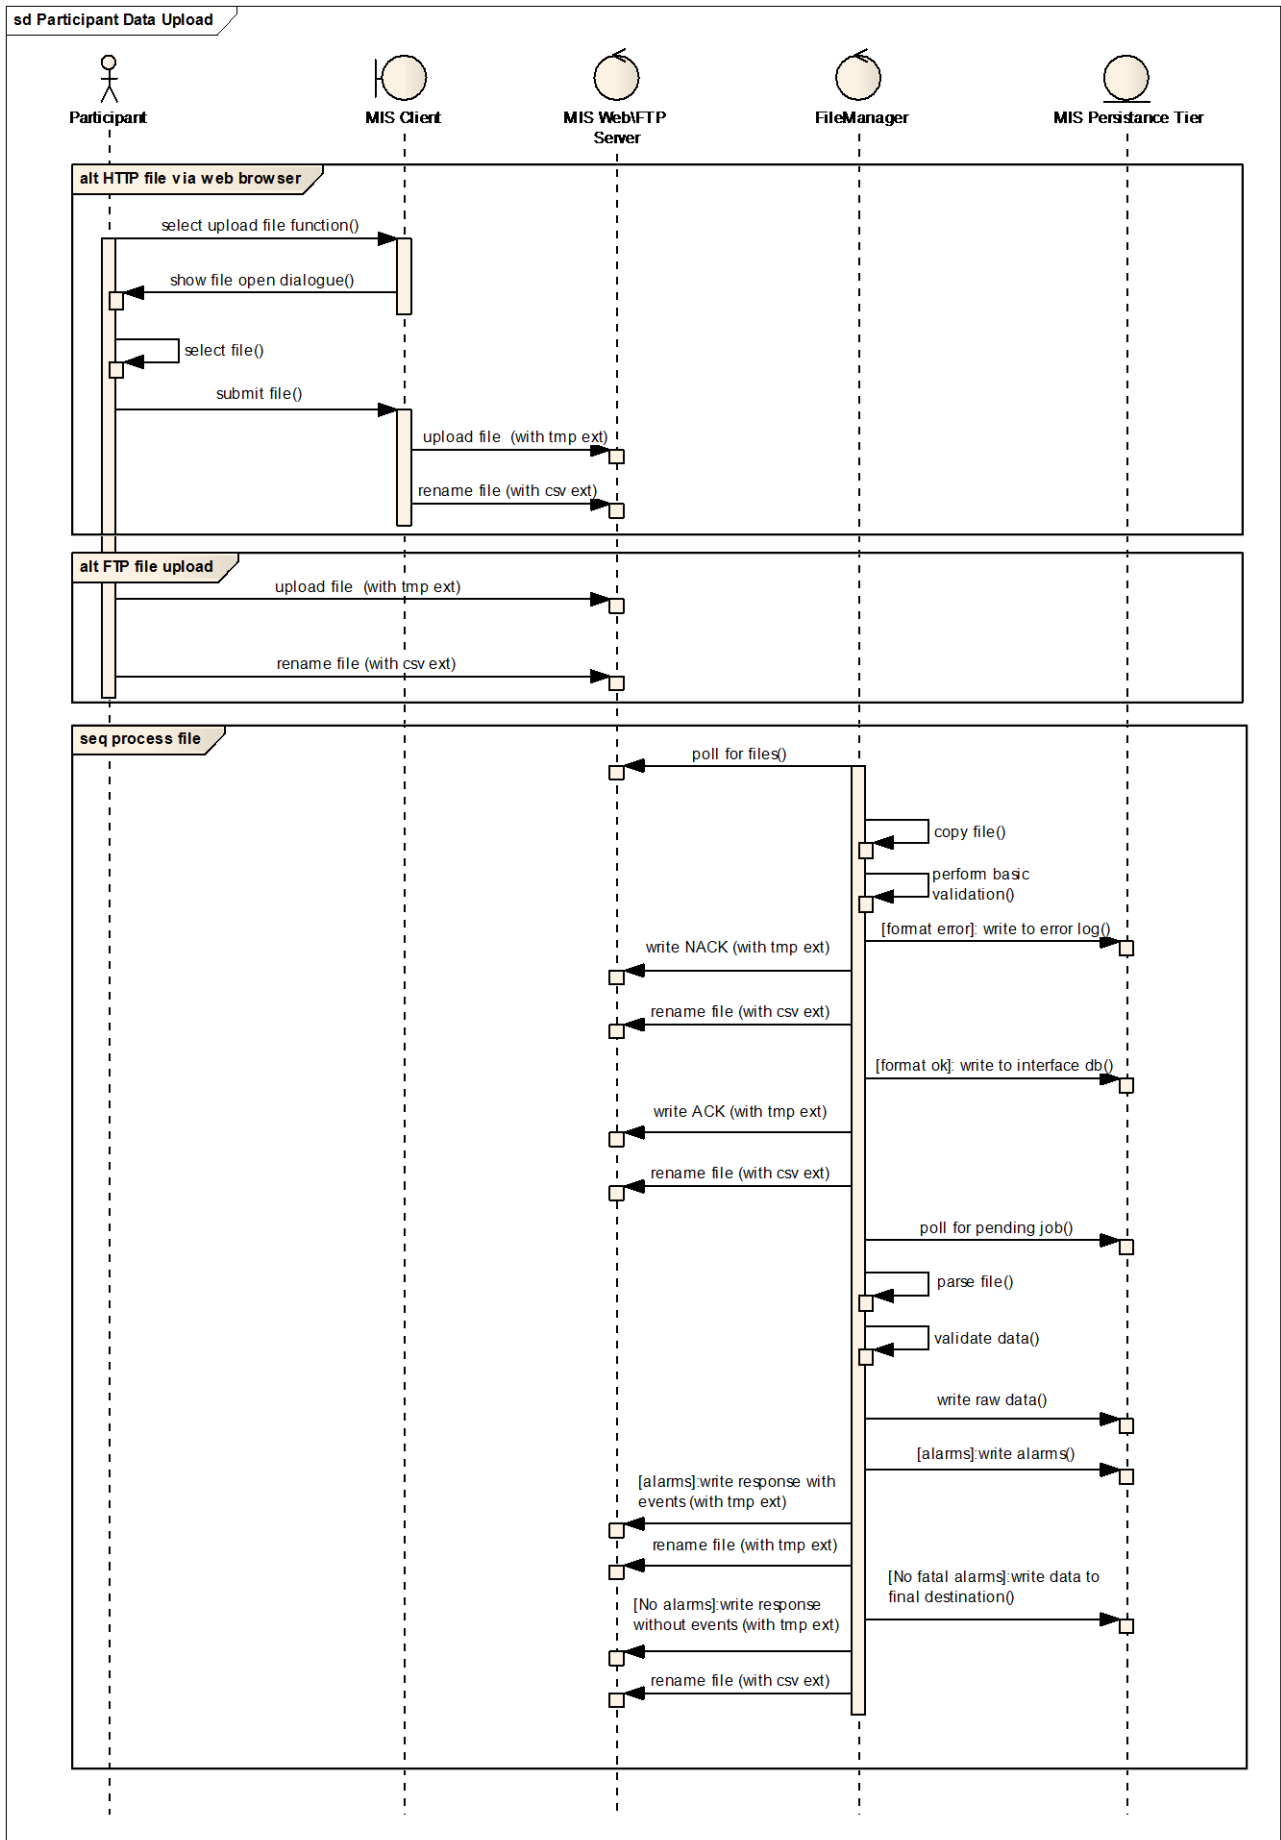 sd Participant Data Upload
Participant
MIS Client
MIS Web\FTP
Server
FileManager
MIS Persistance Tier
alt HTTP file via web browser
select upload file function()
show file open dialogue()
select file()
submit file()
upload file  (with tmp ext)
rename file (with csv ext)
alt FTP file upload
upload file  (with tmp ext)
rename file (with csv ext)
seq process file
poll for files()
copy file()
perform basic
validation()
[format error]: write to error log()
write NACK (with tmp ext)
rename file (with csv ext)
[format ok]: write to interface db()
write ACK (with tmp ext)
rename file (with csv ext)
poll for pending job()
parse file()
validate data()
write raw data()
[alarms]:write alarms()
[alarms]:write response with
events (with tmp ext)
rename file (with tmp ext)
[No fatal alarms]:write data to
final destination()
[No alarms]:write response
without events (with tmp ext)
rename file (with csv ext)